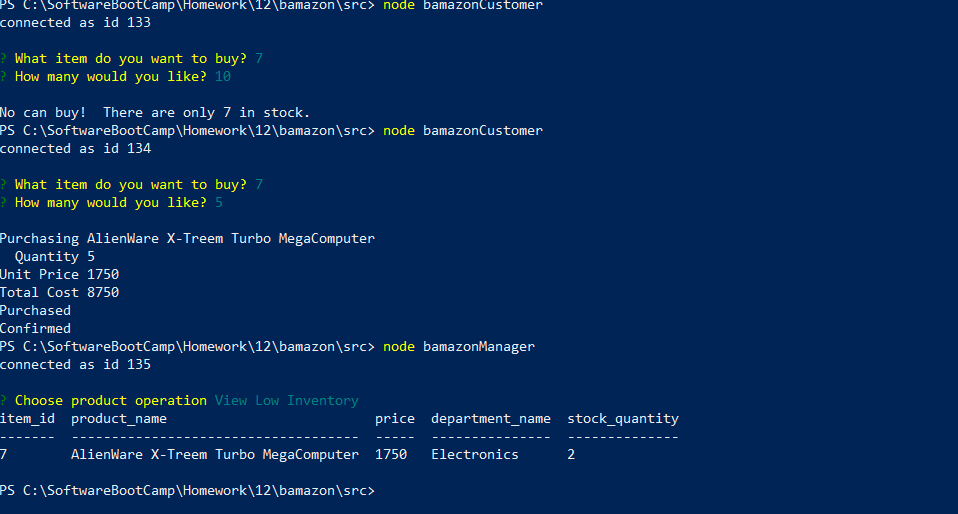 PS C:\SoftwareBootCamp\Homework\12\bamazon\src> node bamazonCustomer
connected as id 133
? What item do you want to buy? 7
? How many would you like? 10
No can buy!  There are only 7 in stock.
PS C:\SoftwareBootCamp\Homework\12\bamazon\src> node bamazonCustomer
connected as id 134
? What item do you want to buy? 7
? How many would you like? 5
Purchasing AlienWare X-Treem Turbo MegaComputer
  Quantity 5
Unit Price 1750
Total Cost 8750
Purchased
Confirmed
PS C:\SoftwareBootCamp\Homework\12\bamazon\src> node bamazonManager
connected as id 135
? Choose product operation View Low Inventory
item_id  product_name                          price  department_name  stock_quantity
-------  ------------------------------------  -----  ---------------  --------------
7        AlienWare X-Treem Turbo MegaComputer  1750   Electronics      2
PS C:\SoftwareBootCamp\Homework\12\bamazon\src>